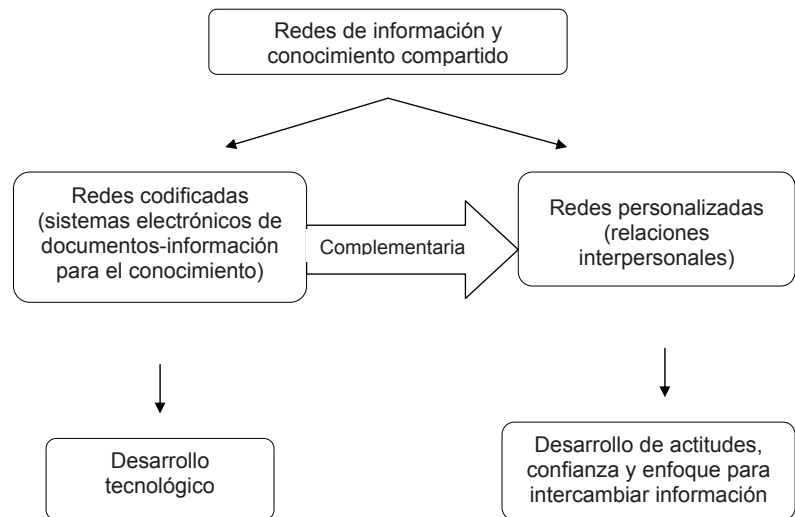 Redes de información y
conocimiento compartido
Redes codificadas
(sistemas electrónicos de
documentos-información
para el conocimiento)
Complementaria
Redes personalizadas
(relaciones
interpersonales)
Desarrollo
tecnológico
Desarrollo de actitudes,
confianza y enfoque para
intercambiar información